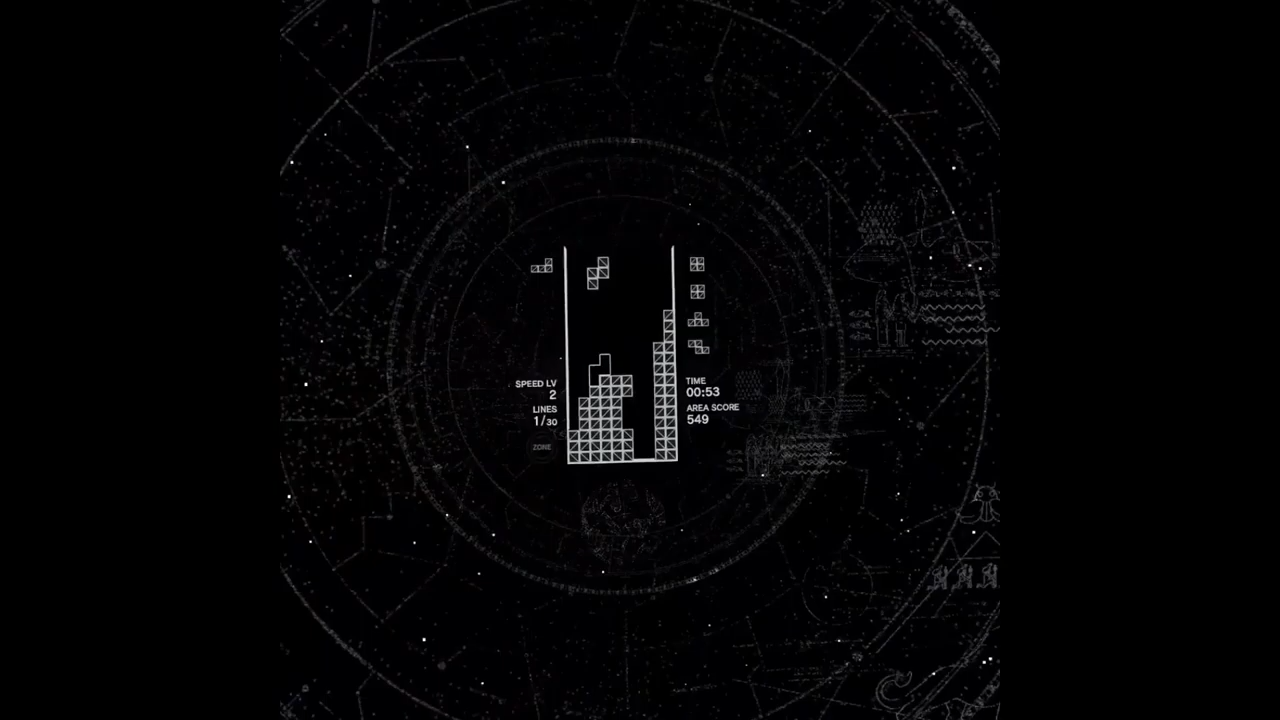 SPEED LV
2
LINES
1/30
ZONE
TIME
00:53
AREA SCORE
549